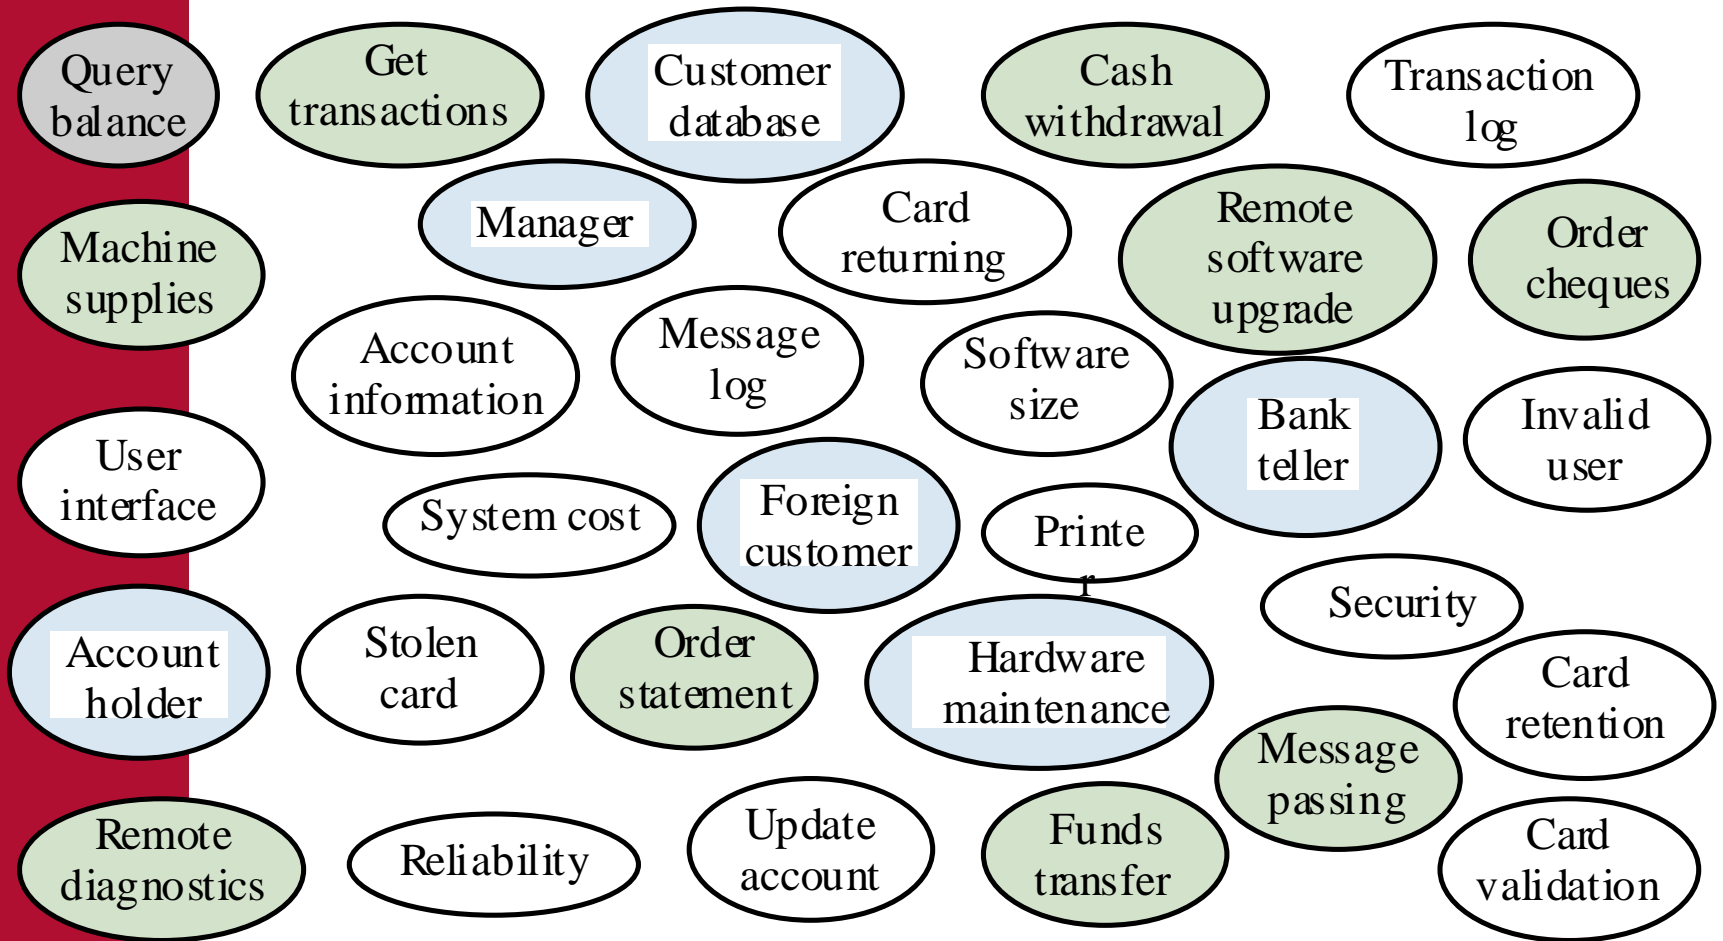 Query
balance
Get
transactions
Customer
database
Cash
withdrawal
Transaction
log
Manager
Card
returning
Remote
software
upgrade
Order
cheques
Machine
supplies
Account
information
Message
log
Software
size
Bank
teller
Invalid
user
User
interface
System cost
Foreign
customer
Printe
r
Security
Account
holder
Stolen
card
Order
statement
Hardware
maintenance
Card
retention
Message
passing
Remote
diagnostics
Reliability
Update
account
Funds
transfer
Card
validation